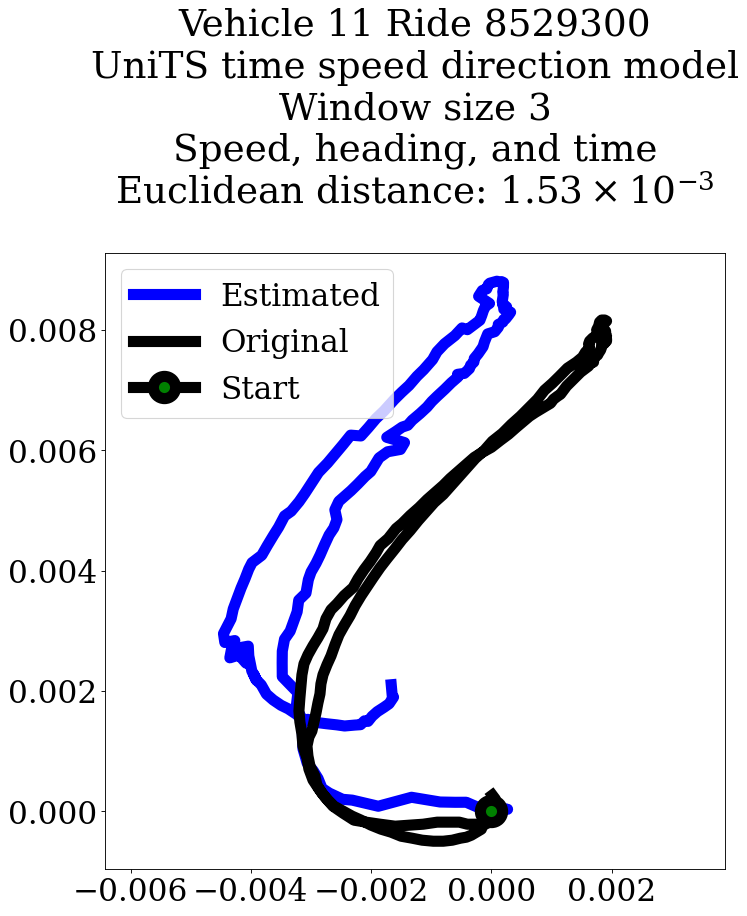 Vehicle 11 Ride 8529300
UniTS time speed direction model
Window size 3
Speed, heading, and time
Euclidean distance: 1.53 × 10⁻³
Estimated
Original
Start
0.008
0.006
0.004
0.002
0.000
−0.006 −0.004 −0.002 0.000 0.002